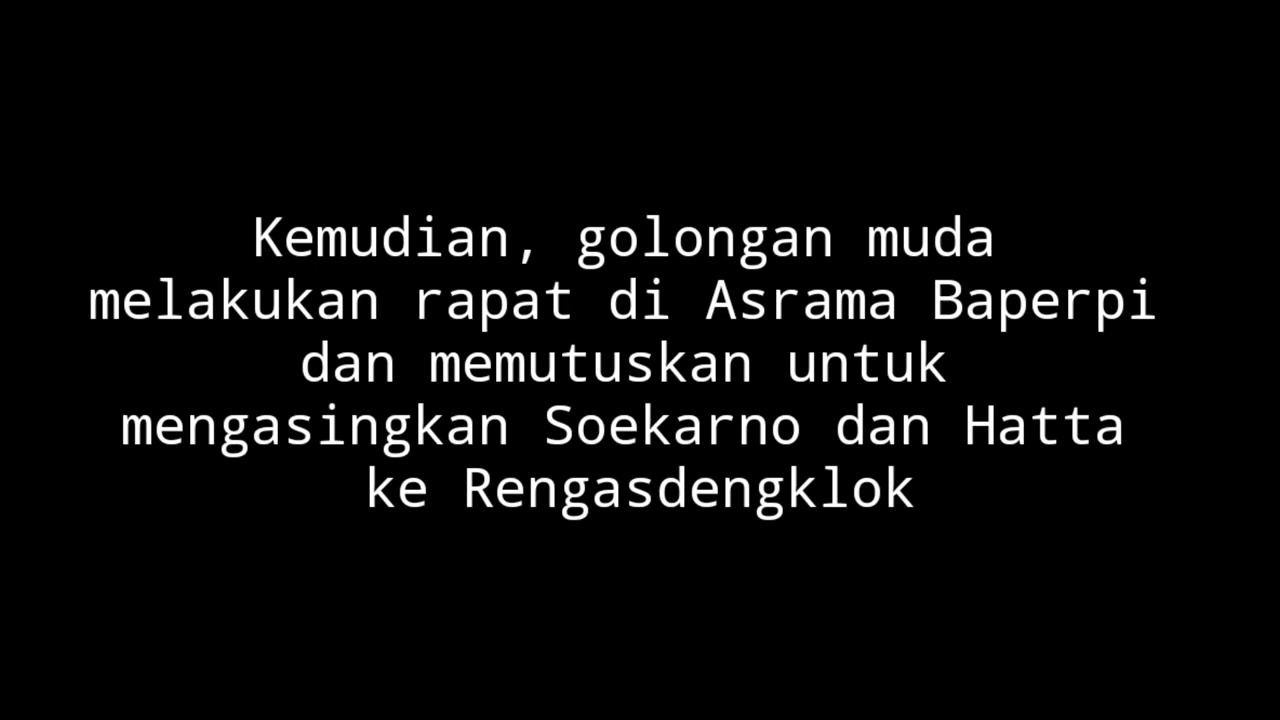 Kemudian, golongan muda
melakukan rapat di Asrama Baperpi
dan memutuskan untuk
mengasingkan Soekarno dan Hatta
ke Rengasdengklok